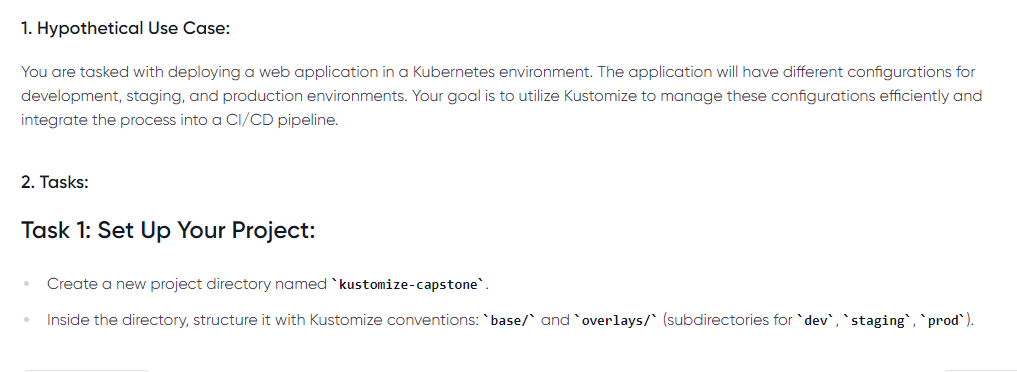 1. Hypothetical Use Case:
You are tasked with deploying a web application in a Kubernetes environment. The application will have different configurations for
development, staging, and production environments. Your goal is to utilize Kustomize to manage these configurations efficiently and
integrate the process into a CI/CD pipeline.
2. Tasks:
Task 1: Set Up Your Project:
Create a new project directory named `kustomize-capstone`.
Inside the directory, structure it with Kustomize conventions: `base/` and `overlays/` (subdirectories for `dev`, `staging`, `prod`).